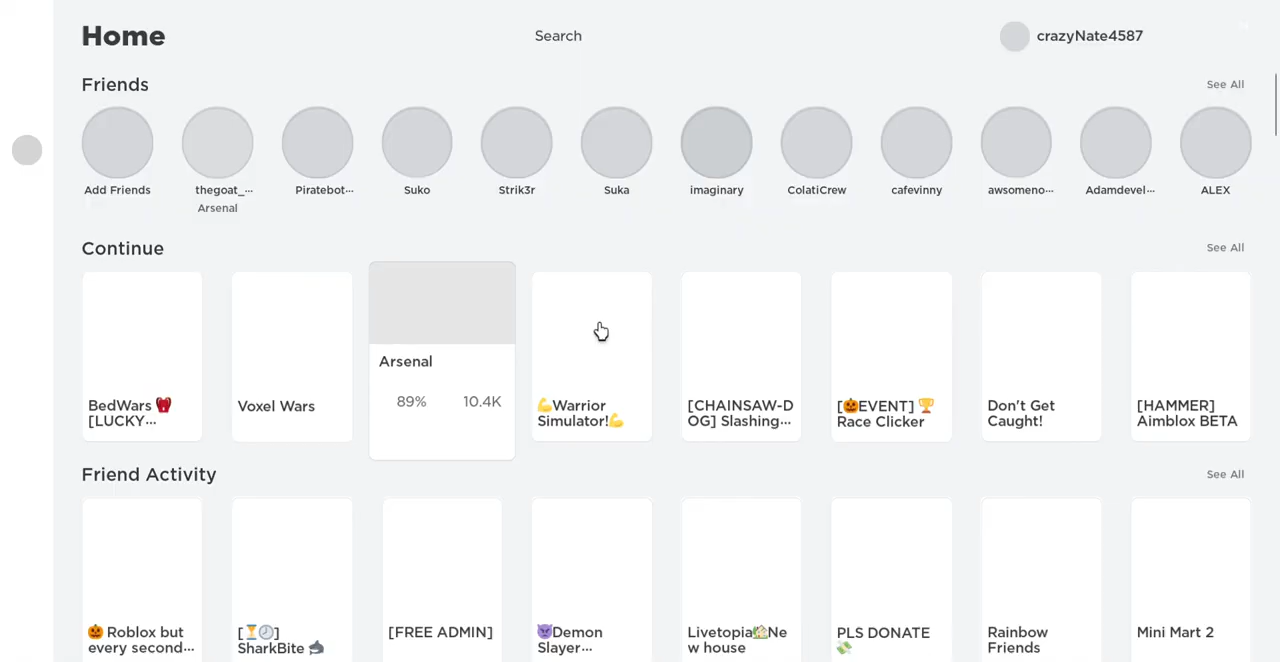 Home
Search
crazyNate4587
Friends
See All
Add Friends
thegoat_...
Piratebot...
Suko
Strik3r
Suka
imaginary
ColatiCrew
cafevinny
awsomeno...
Adamdevel...
ALEX
Arsenal
Continue
See All
BedWars 🎒
[LUCKY...
Voxel Wars
Arsenal
89%
10.4K
💪Warrior
Simulator!💪
[CHAINSAW-D
OG] Slashing...
[🎃EVENT] 🏆
Race Clicker
Don't Get
Caught!
[HAMMER]
Aimblox BETA
Friend Activity
See All
🎃 Roblox but
every second...
[⏳🕗]
SharkBite 🦈
[FREE ADMIN]
😈Demon
Slayer...
Livetopia🏡Ne
w house
PLS DONATE
💸
Rainbow
Friends
Mini Mart 2